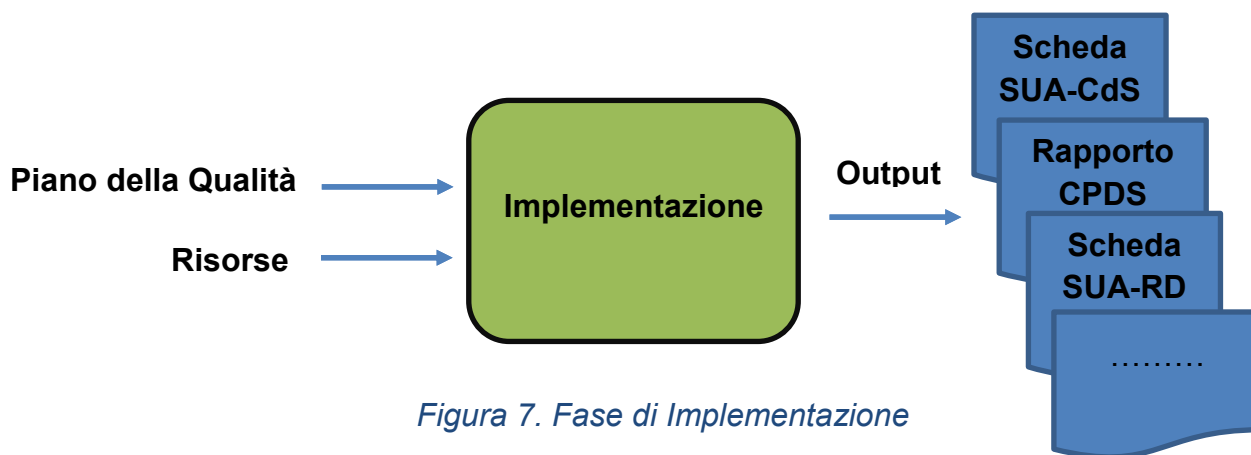 Piano della Qualità
Risorse
Implementazione
Output
Scheda
SUA-CdS
Rapporto
CPDS
Scheda
SUA-RD
.........
Figura 7. Fase di Implementazione